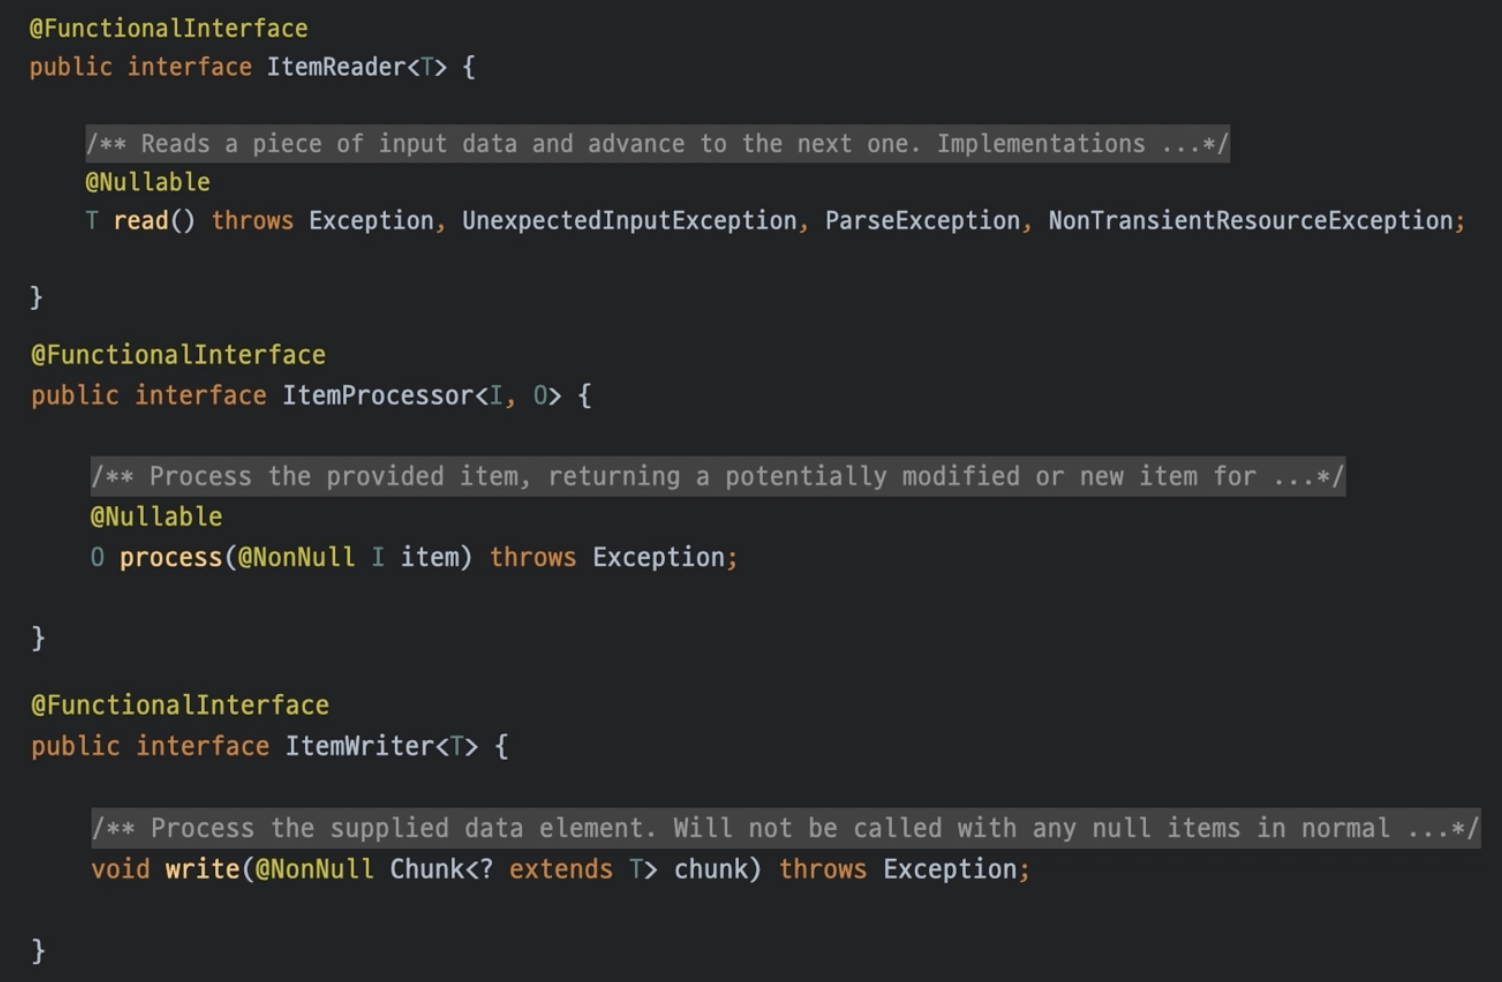 @FunctionalInterface
public interface ItemReader<T> {
/** Reads a piece of input data and advance to the next one. Implementations ...*/
@Nullable
T read() throws Exception, UnexpectedInputException, ParseException, NonTransientResourceException;
}
@FunctionalInterface
public interface ItemProcessor<I, O> {
/** Process the provided item, returning a potentially modified or new item for ...*/
@Nullable
O process(@NonNull I item) throws Exception;
}
@FunctionalInterface
public interface ItemWriter<T> {
/** Process the supplied data element. Will not be called with any null items in normal ...*/
void write(@NonNull Chunk<? extends T> chunk) throws Exception;
}